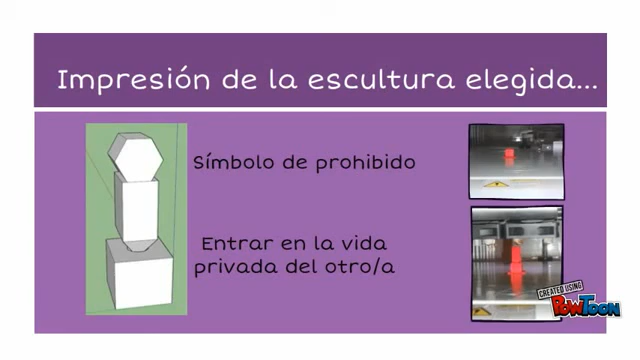 Impresión de la escultura elegida...
Símbolo de prohibido
Entrar en la vida
privada del otro/a
CREATED USING
POWTOON